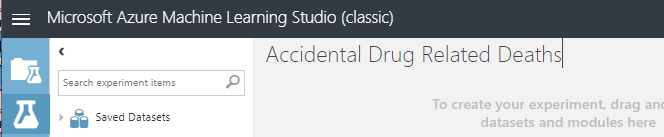 Microsoft Azure Machine Learning Studio (classic)
Accidental Drug Related Deaths
Search experiment items
Saved Datasets
To create your experiment, drag and
datasets and modules here